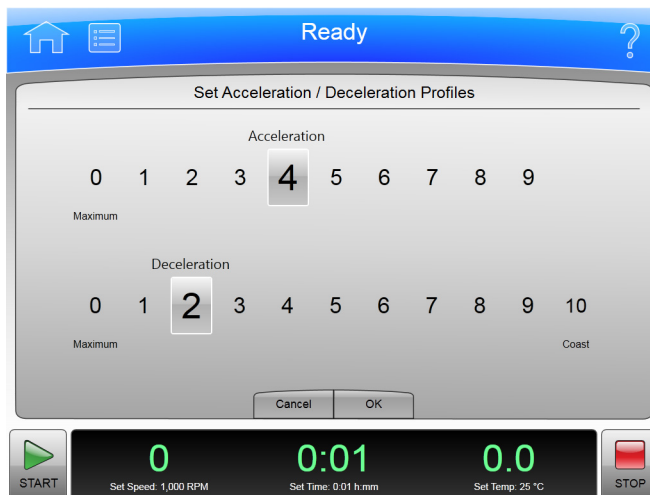 Ready
?
Set Acceleration / Deceleration Profiles
Acceleration
0 1 2 3 4 5 6 7 8 9
Maximum
Deceleration
0 1 2 3 4 5 6 7 8 9 10
Maximum Coast
Cancel OK
0 0:01 0.0
START Set Speed: 1,000 RPM Set Time: 0:01 h:mm Set Temp: 25 °C STOP